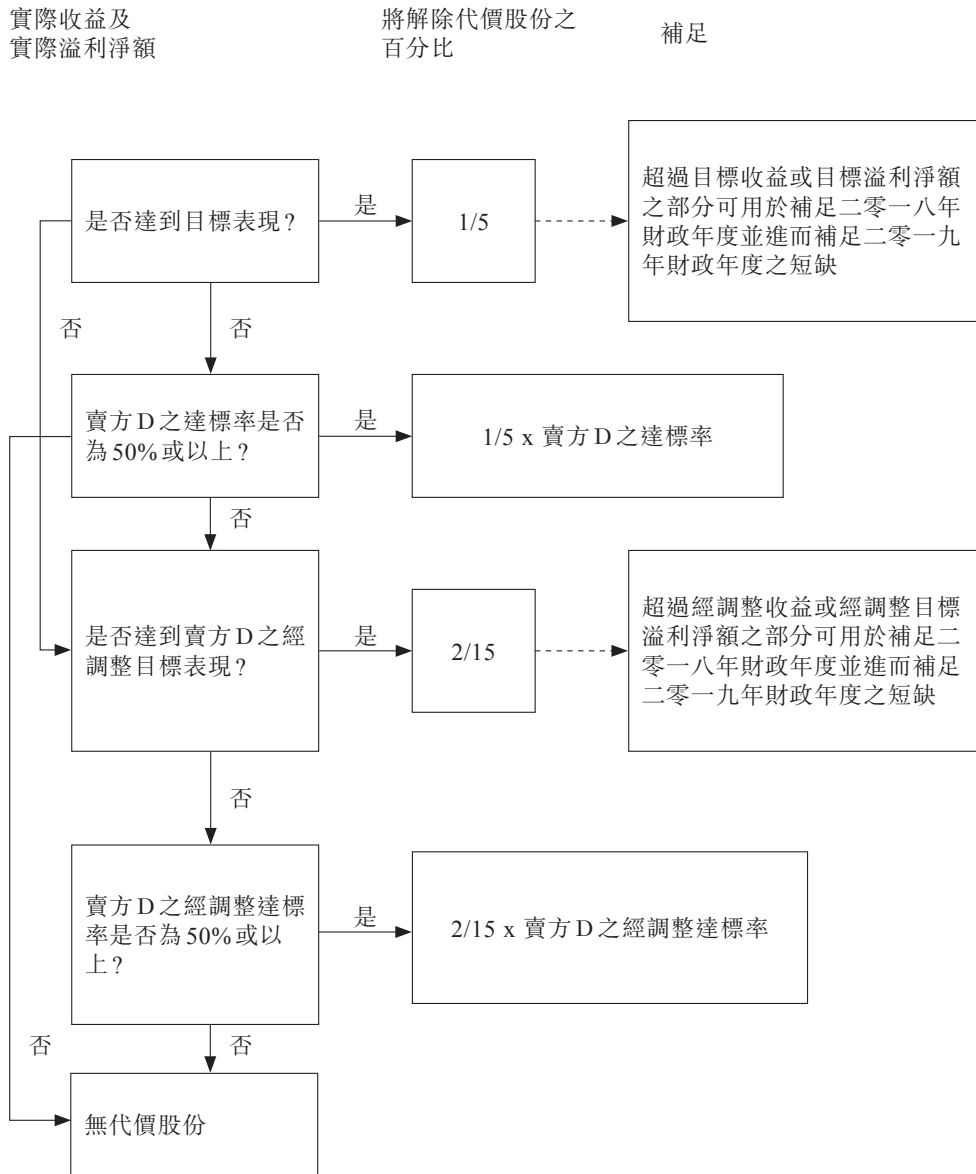 實際收益及
實際溢利淨額
將解除代價股份之
百分比
補足
是否達到目標表現？
是
1/5
超過目標收益或目標溢利淨額
之部分可用於補足二零一八年
財政年度並進而補足二零一九
年財政年度之短缺
否
否
賣方D之達標率是否
為50%或以上？
是
1/5 x 賣方D之達標率
否
是否達到賣方D之經
調整目標表現？
是
2/15
超過經調整收益或經調整目標
溢利淨額之部分可用於補足二
零一八年財政年度並進而補足
二零一九年財政年度之短缺
否
賣方D之經調整達標
率是否為50%或以
上？
是
2/15 x 賣方D之經調整達標率
否
否
無代價股份